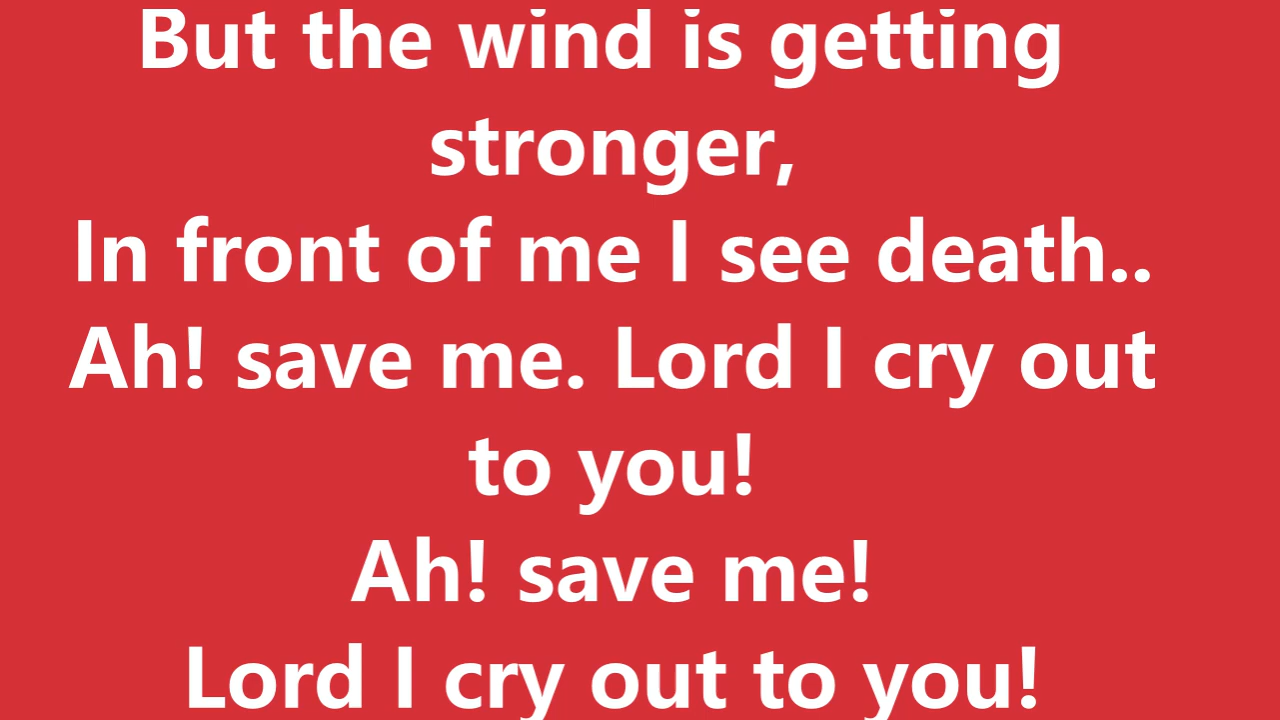 But the wind is getting
stronger,
In front of me I see death..
Ah! save me. Lord I cry out
to you!
Ah! save me!
Lord I cry out to you!